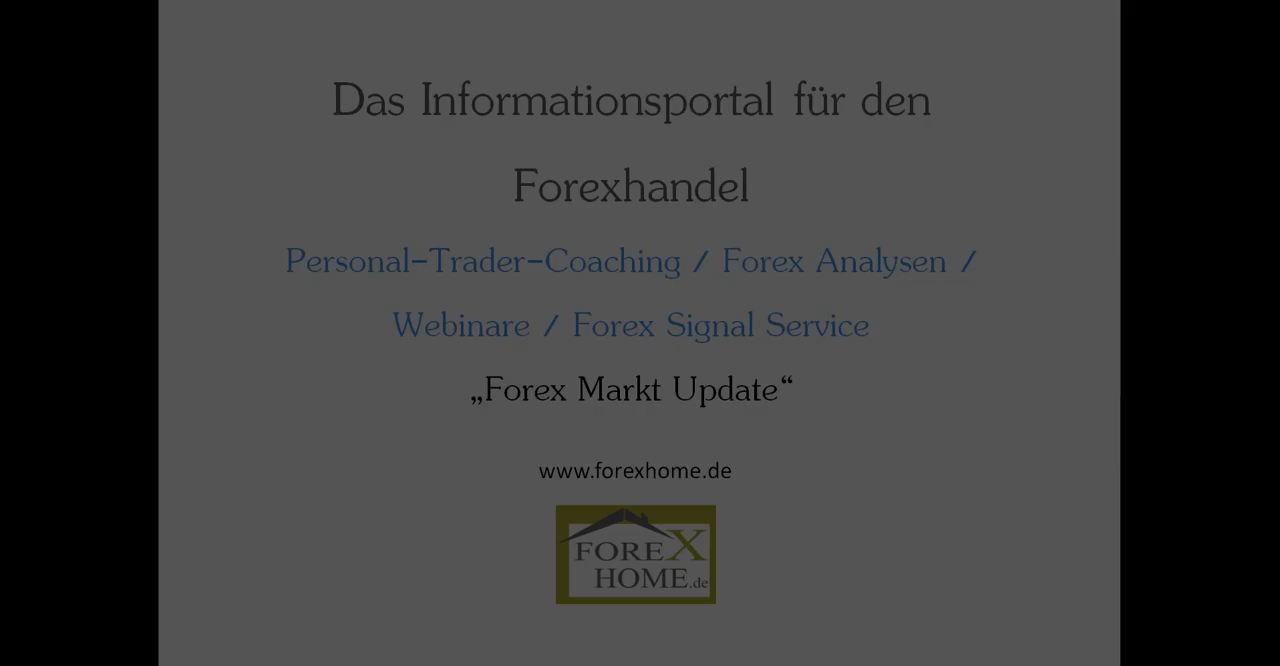 Das Informationsportal für den
Forexhandel
Personal-Trader-Coaching / Forex Analysen /
Webinare / Forex Signal Service
„Forex Markt Update“
www.forexhome.de
FOREX
HOME.de